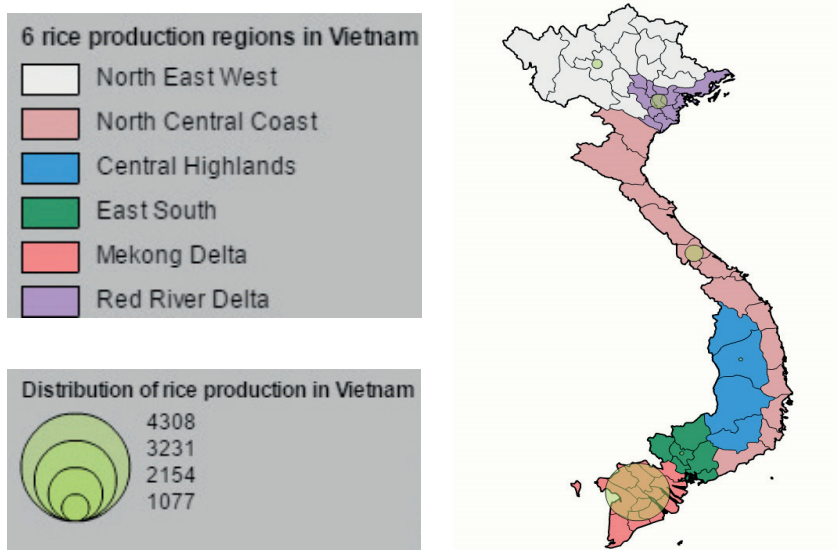 6 rice production regions in Vietnam
North East West
North Central Coast
Central Highlands
East South
Mekong Delta
Red River Delta
Distribution of rice production in Vietnam
4308
3231
2154
1077